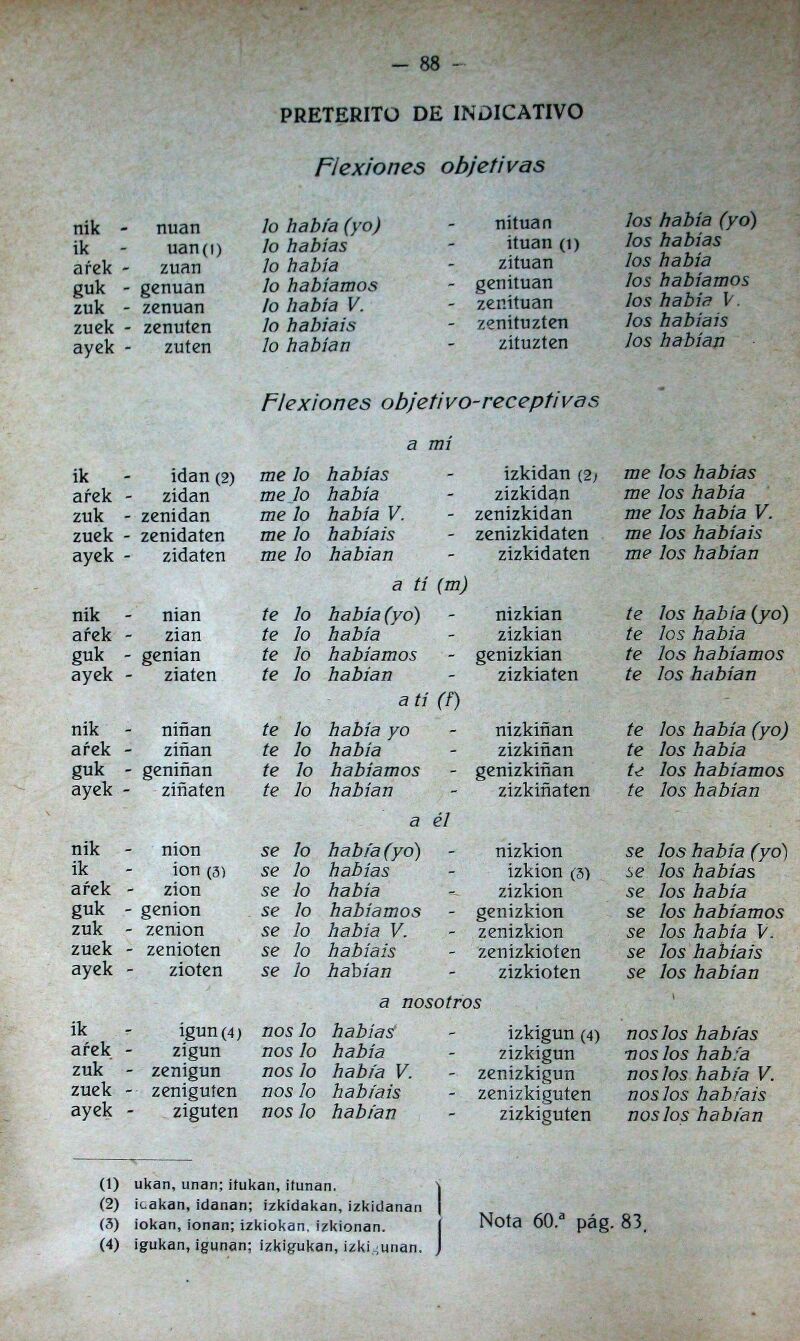 — 88 —
PRETERITO DE INDICATIVO
Flexiones objetivas
nik - nuan lo había (yo) - nituan los había (yo)
ik - uan (1) lo habías - ituan (1) los habías
aŕek - zuan lo había - zituan los había
guk - genuan lo habíamos - genituan los habíamos
zuk - zenuan lo había V. - zenituan los había V.
zuek - zenuten lo habíais - zenituzten los habíais
ayek - zuten lo habían - zituzten los habían
Flexiones objetivo-receptivas
a mí
ik - idan (2) me lo habías - izkidan (2) me los habías
aŕek - zidan me lo había - zizkidan me los había
zuk - zenidan me lo había V. - zenizkidan me los había V.
zuek - zenidaten me lo habíais - zenizkidaten me los habíais
ayek - zidaten me lo habían - zizkidaten me los habían
a tí (m)
nik - nian te lo había (yo) - nizkian te los había (yo)
aŕek - zian te lo había - zizkian te los había
guk - genian te lo habíamos - genizkian te los habíamos
ayek - ziaten te lo habían - zizkiaten te los habían
a tí (f)
nik - niñan te lo había yo - nizkiñan te los había (yo)
aŕek - ziñan te lo había - zizkiñan te los había
guk - geniñan te lo habíamos - genizkiñan te los habíamos
ayek - ziñaten te lo habían - zizkiñaten te los habían
a él
nik - nion se lo había (yo) - nizkion se los había (yo)
ik - ion (3) se lo habías - izkion (3) se los habías
aŕek - zion se lo había - zizkion se los había
guk - genion se lo habíamos - genizkion se los habíamos
zuk - zenion se lo había V. - zenizkion se los había V.
zuek - zenioten se lo habíais - zenizkioten se los habíais
ayek - zioten se lo habían - zizkioten se los habían
a nosotros
ik - igun (4) nos lo habías - izkigun (4) nos los habías
aŕek - zigun nos lo había - zizkigun nos los había
zuk - zenigun nos lo había V. - zenizkigun nos los había V.
zuek - zeniguten nos lo habíais - zenizkiguten nos los habíais
ayek - ziguten nos lo habían - zizkiguten nos los habían
(1) ukan, unan; itukan, itunan.
(2) idakan, idanan; izkidakan, izkidanan
(3) iokan, ionan; izkiokan, izkionan.
(4) igukan, igunan; izkigukan, izkigunan.
Nota 60.ª pág. 83.